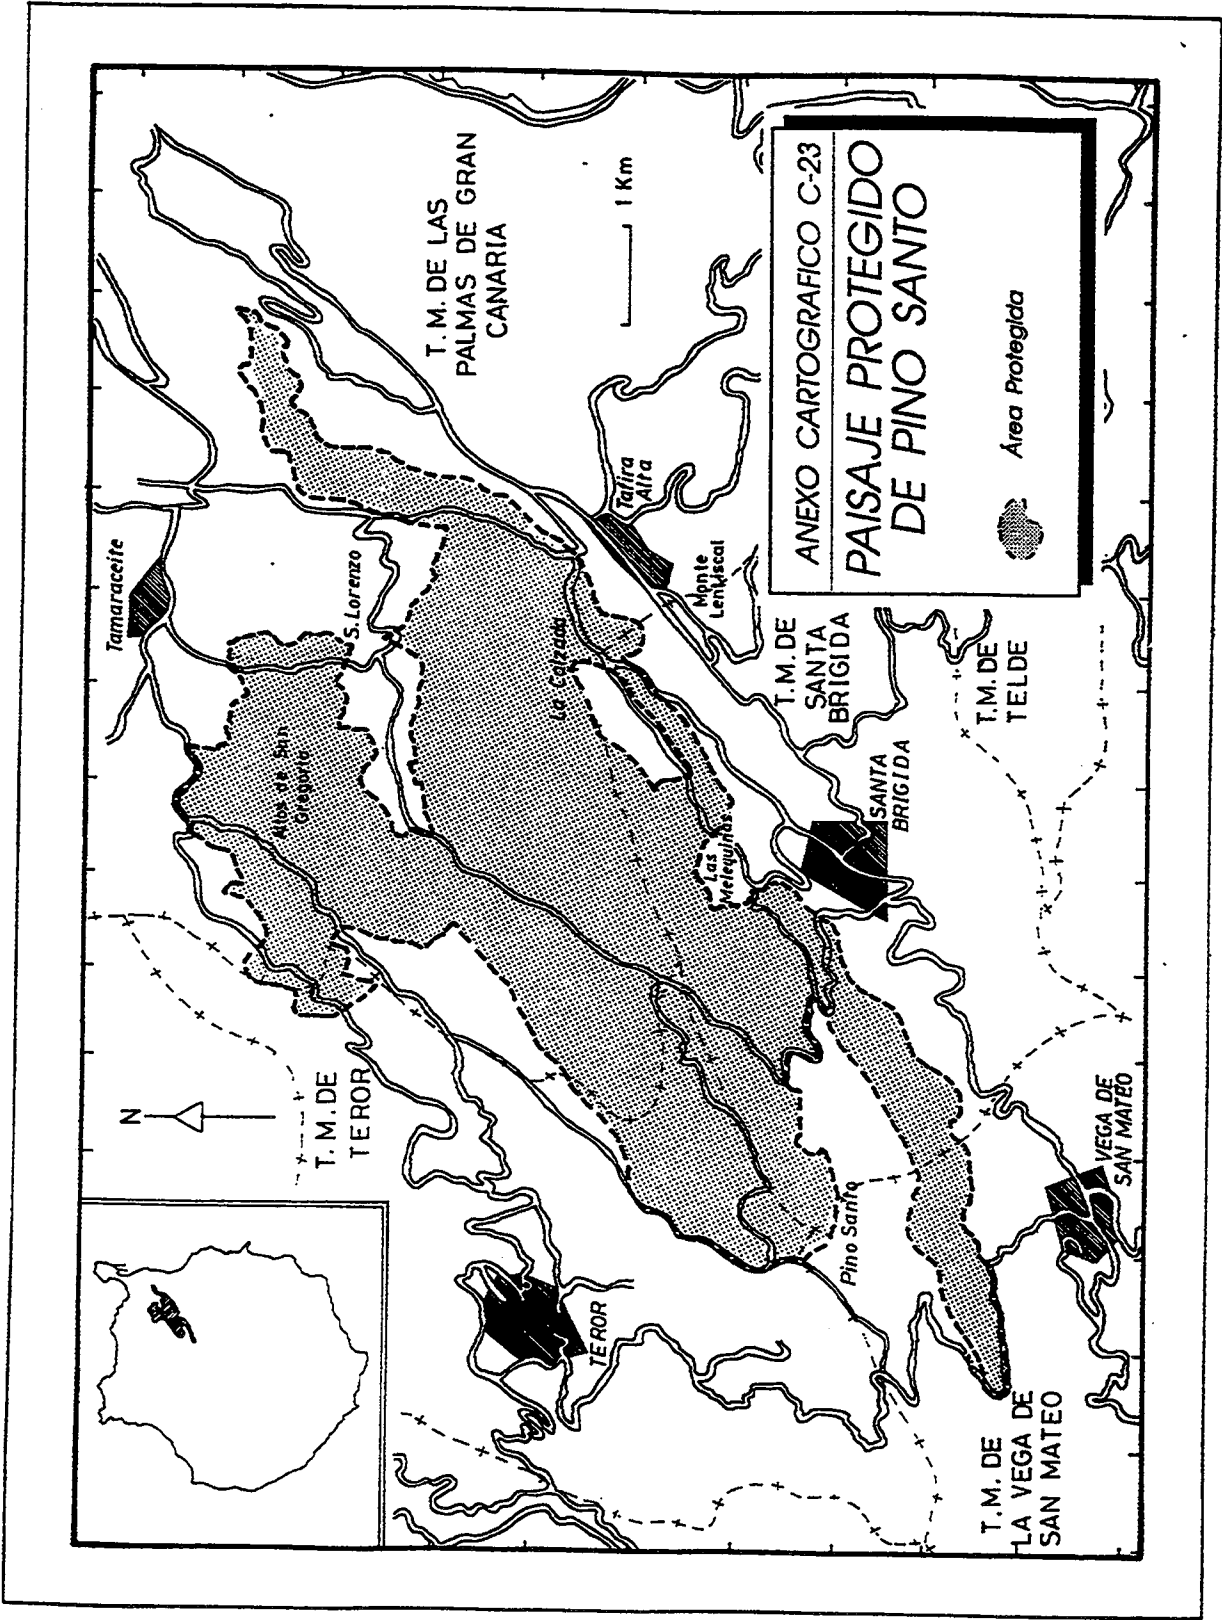 N
T.M. DE
TEROR
Tamaraceite
S. Lorenzo
Altos de San
Gregorio
T. M. DE LAS
PALMAS DE GRAN
CANARIA
1 Km
Tafira
Alta
Monte
Lentiscal
La Calzada
Las
Meleguinas
TEROR
Pino Santo
SANTA
BRIGIDA
T.M. DE
SANTA
BRIGIDA
T.M. DE
TELDE
VEGA DE
SAN MATEO
T.M. DE
LA VEGA DE
SAN MATEO
ANEXO CARTOGRAFICO C-23
PAISAJE PROTEGIDO
DE PINO SANTO
Área Protegida